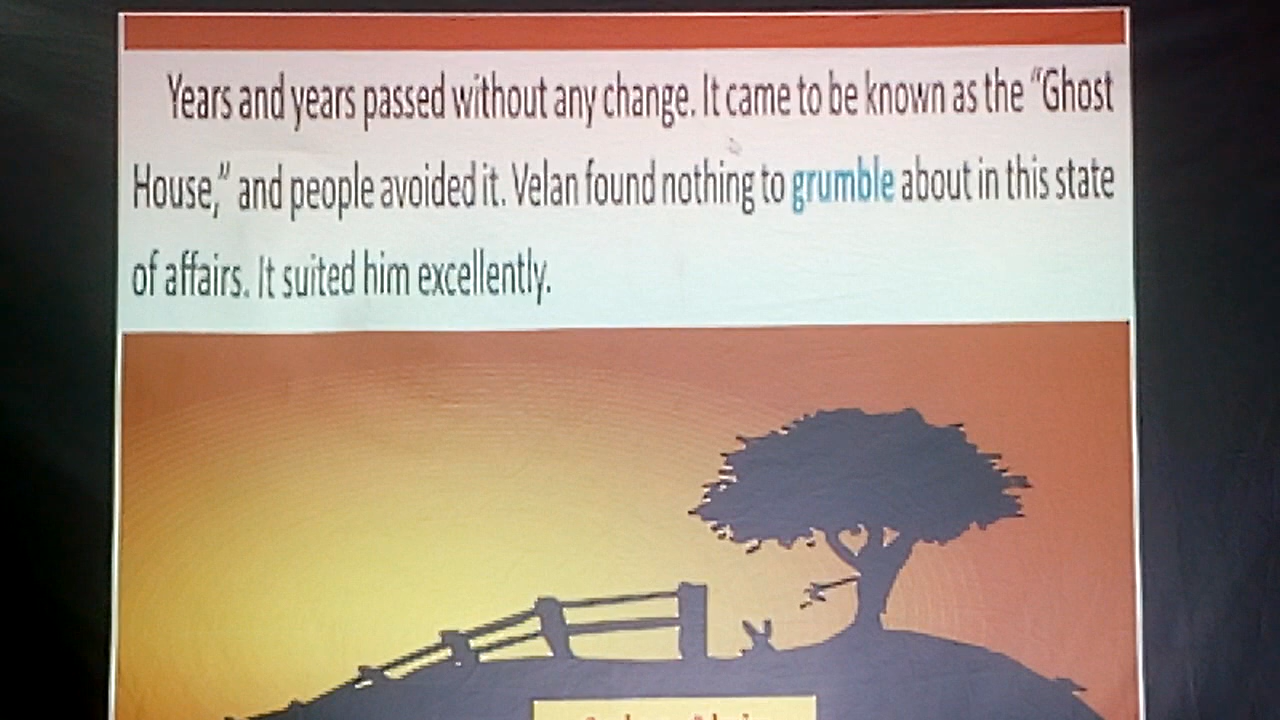 Years and years passed without any change. It came to be known as the “Ghost
House,” and people avoided it. Velan found nothing to grumble about in this state
of affairs. It suited him excellently.